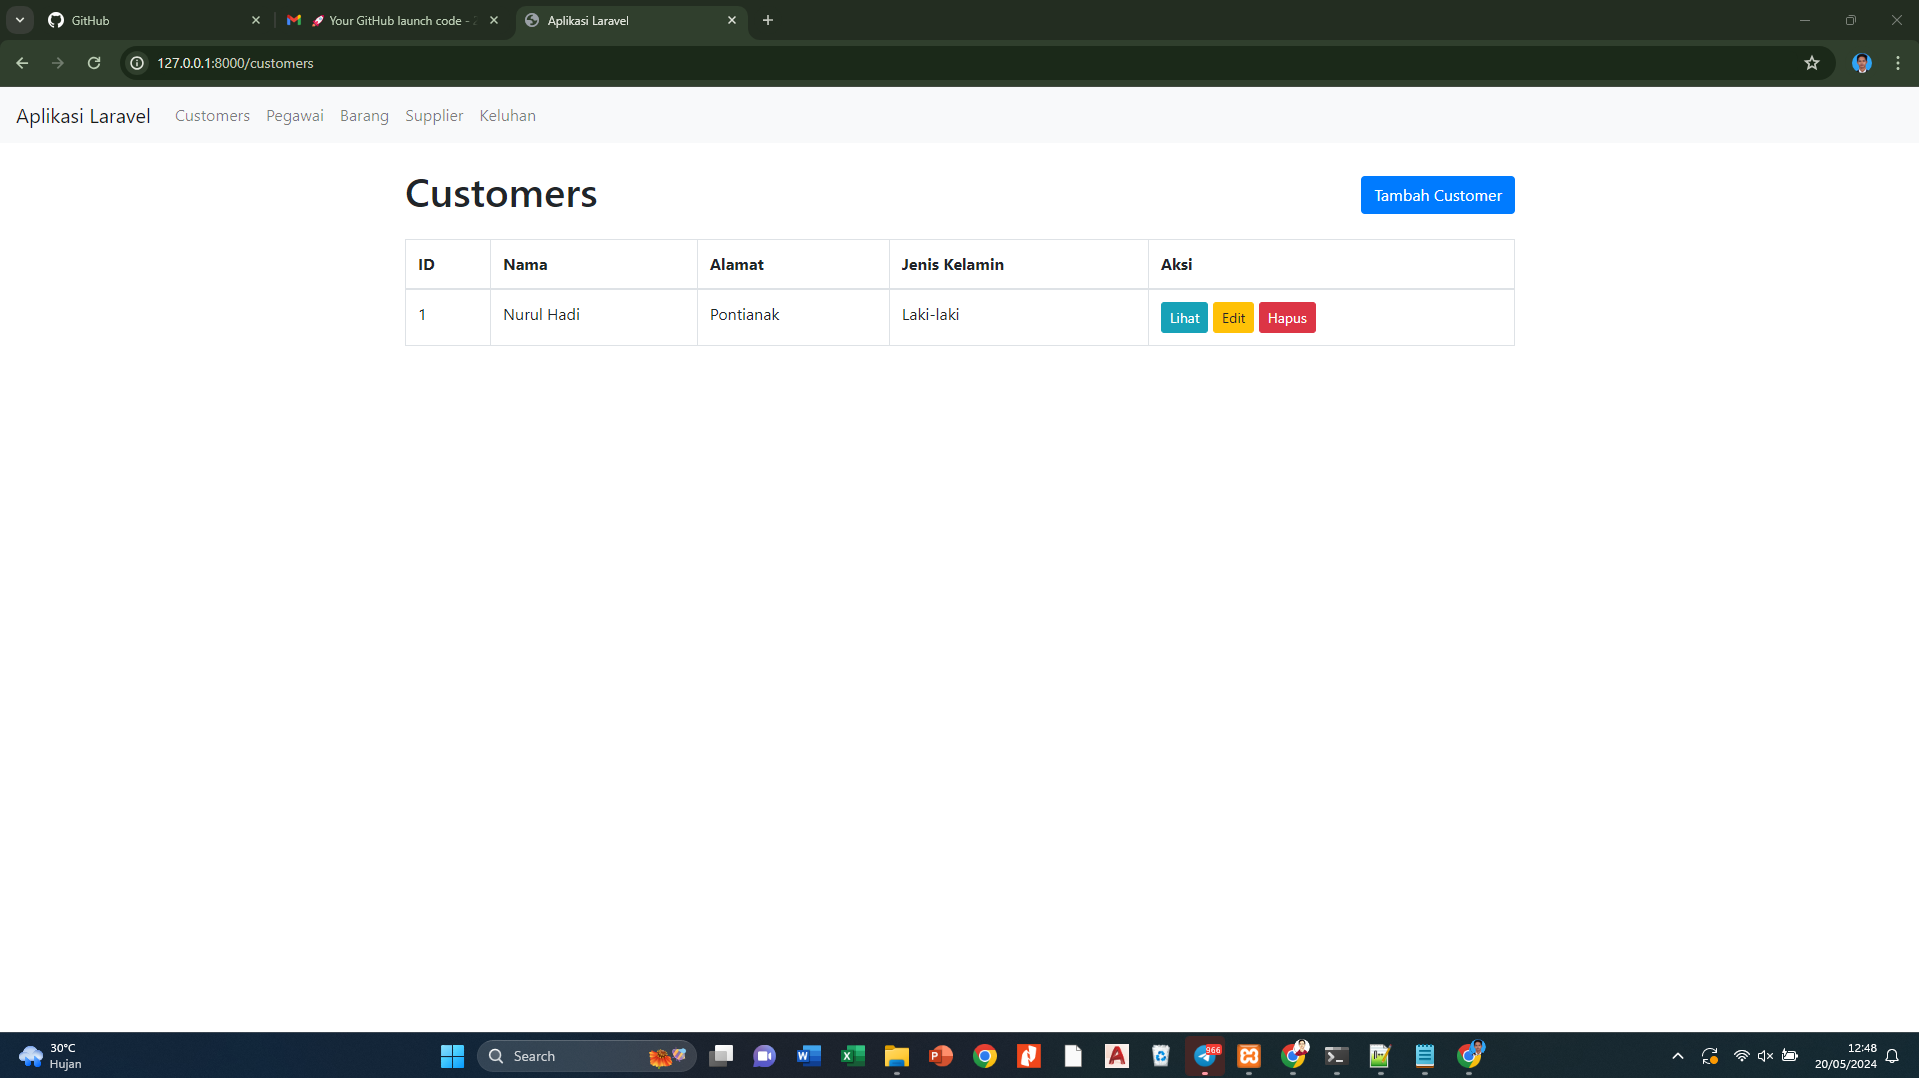 GitHub
Your GitHub launch code -
Aplikasi Laravel
127.0.0.1:8000/customers
Aplikasi Laravel Customers Pegawai Barang Supplier Keluhan
Customers
Tambah Customer
ID Nama Alamat Jenis Kelamin Aksi
1 Nurul Hadi Pontianak Laki-laki Lihat Edit Hapus
30°C
Hujan
Search
966
12:48
20/05/2024